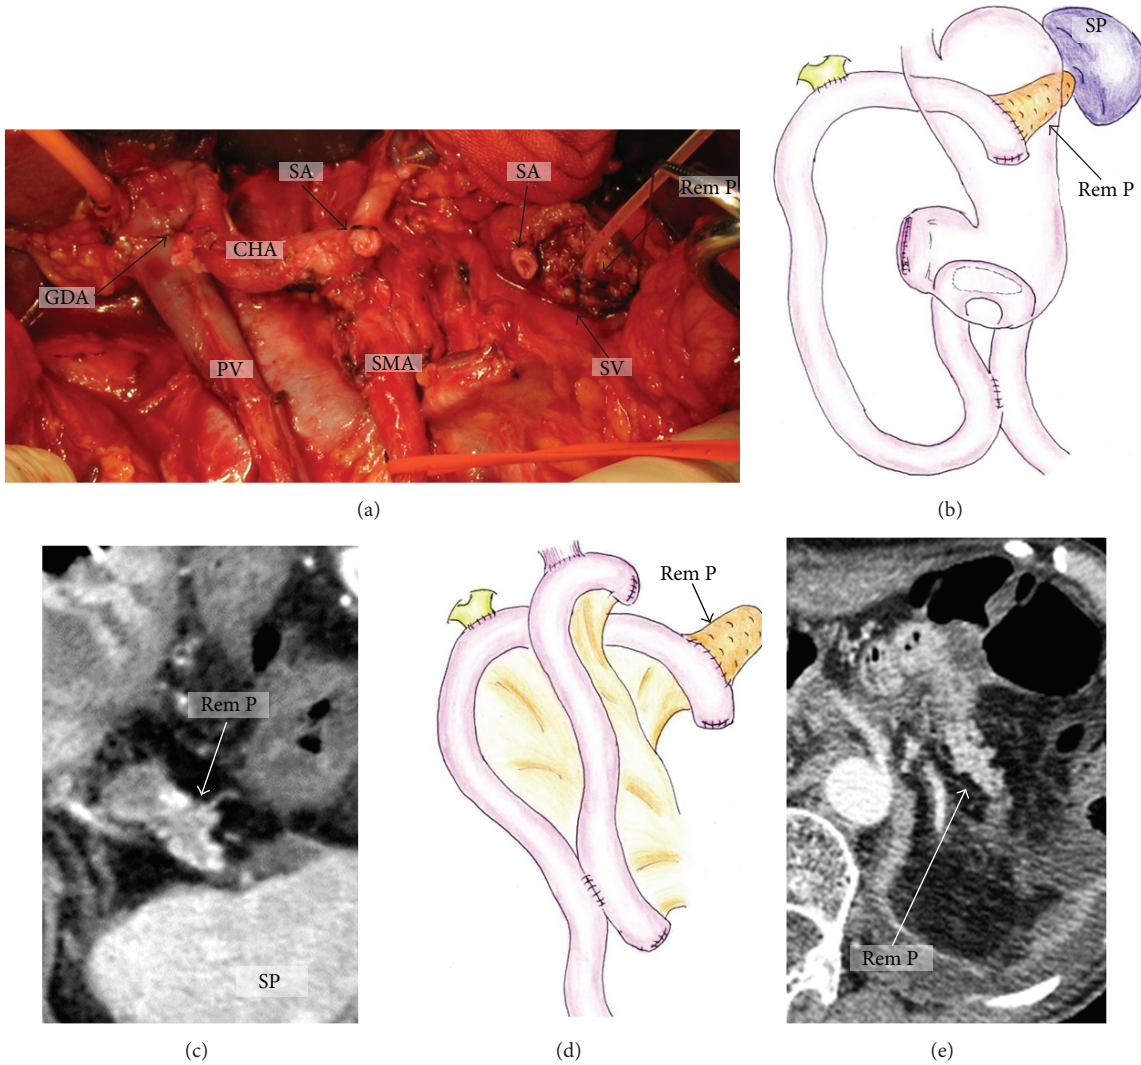 SP
SA
SA
Rem P
Rem P
CHA
GDA
PV
SMA
SV
(a)
(b)
Rem P
Rem P
SP
Rem P
(c)
(d)
(e)